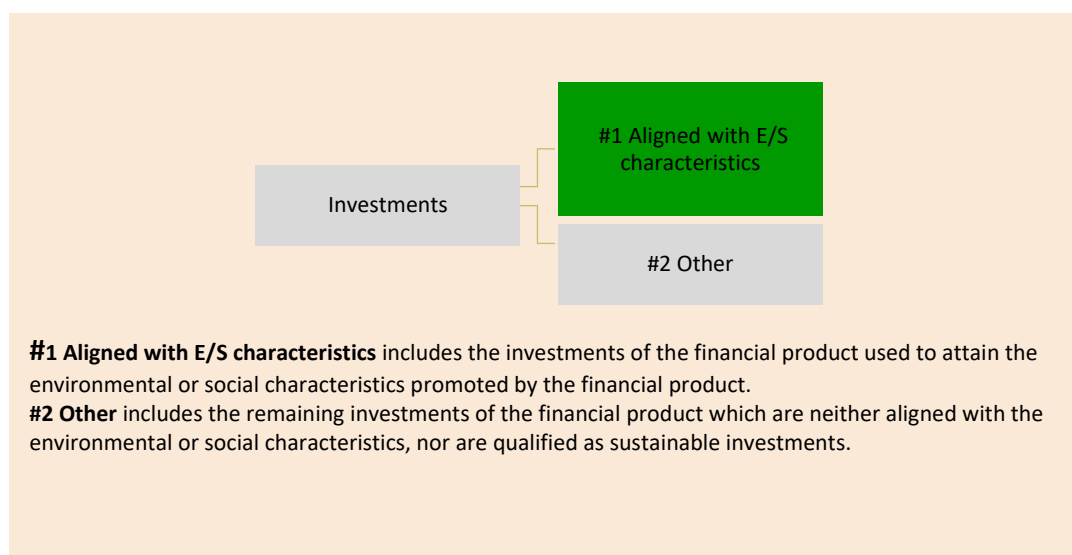 #1 Aligned with E/S
characteristics
Investments
#2 Other
#1 Aligned with E/S characteristics includes the investments of the financial product used to attain the
environmental or social characteristics promoted by the financial product.
#2 Other includes the remaining investments of the financial product which are neither aligned with the
environmental or social characteristics, nor are qualified as sustainable investments.